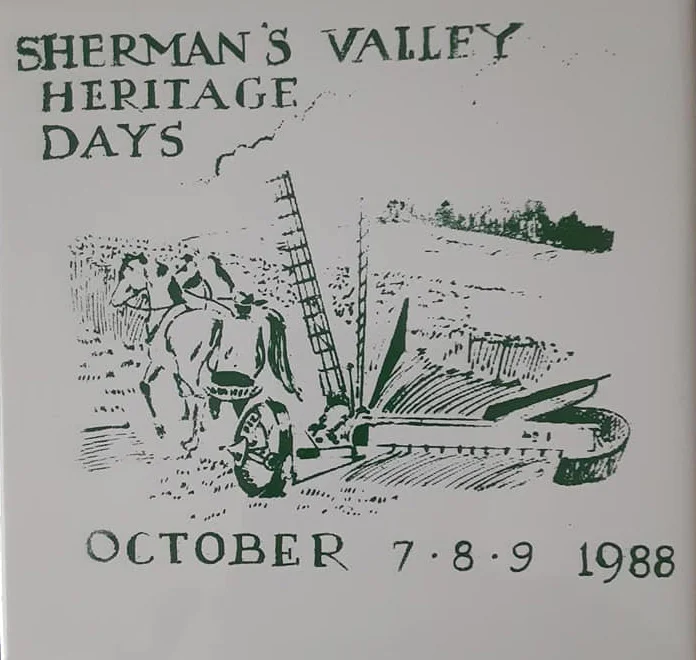 SHERMAN'S VALLEY
HERITAGE
DAYS
OCTOBER 7·8·9 1988